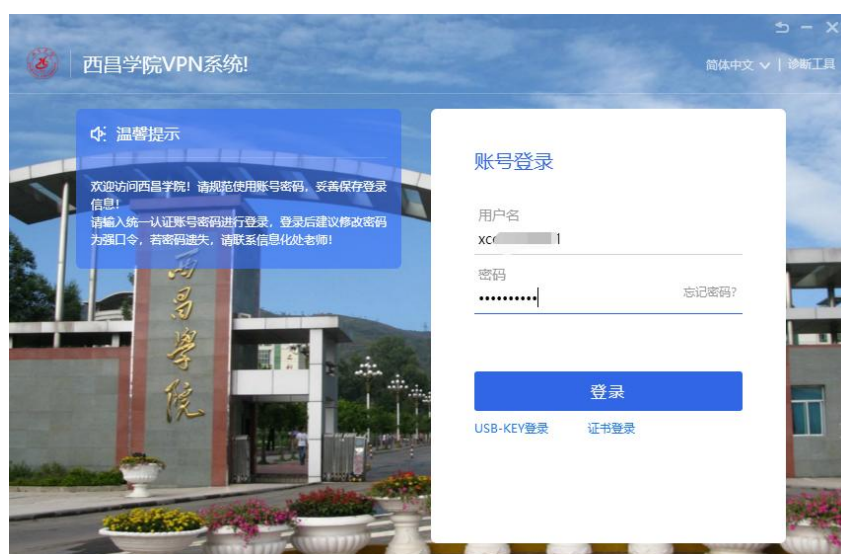 西昌学院VPN系统!
简体中文 | 诊断工具
温馨提示
欢迎访问西昌学院！请规范使用账号密码，妥善保存登录
信息！
请输入统一认证账号密码进行登录，登录后建议修改密码
为强口令，若密码遗失，请联系信息化处老师！
西
昌
學
院
账号登录
用户名
密码
忘记密码?
登录
USB-KEY登录 证书登录